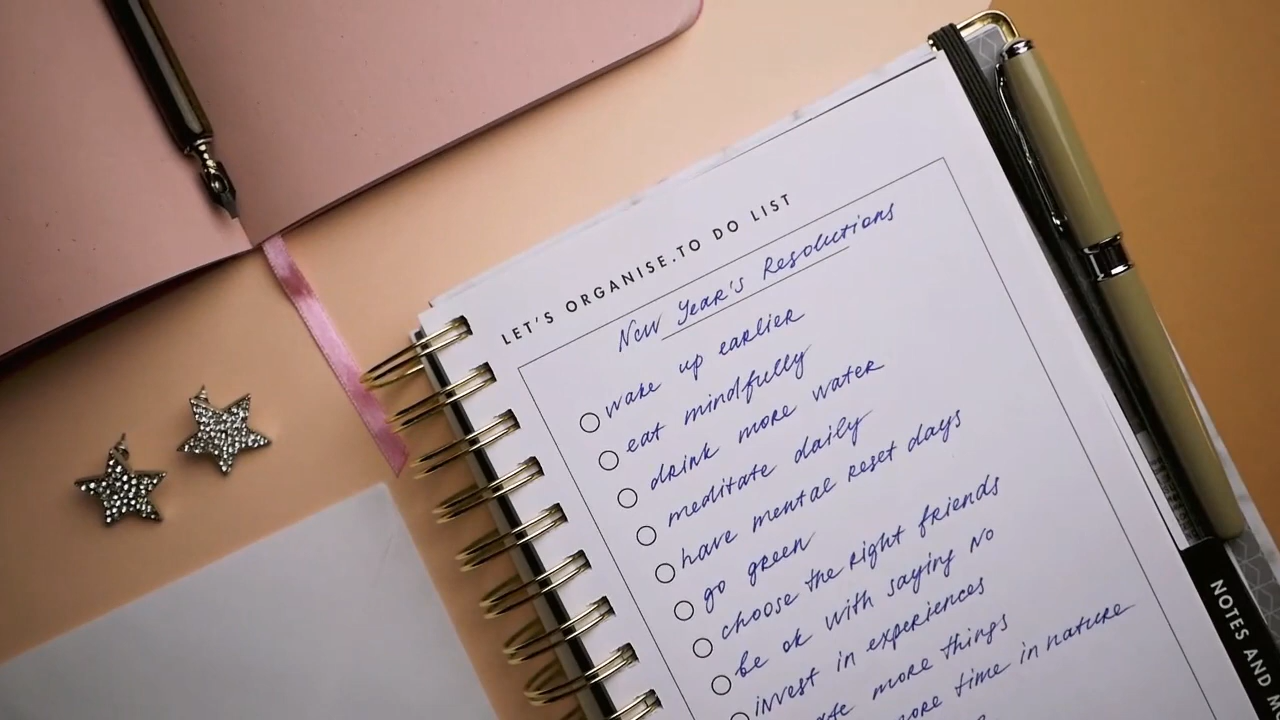 LET'S ORGANISE.TO DO LIST
New Year's Resolutions
wake up earlier
eat mindfully
drink more water
meditate daily
have mental reset days
go green
choose the right friends
be ok with saying No
invest in experiences
more things
more time in nature
NOTES AND